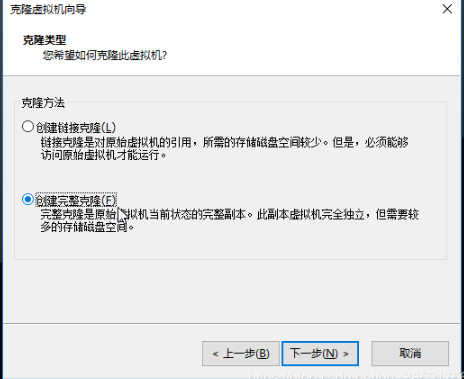 克隆虚拟机向导
克隆类型
您希望如何克隆此虚拟机?
克隆方法
创建链接克隆(L)
链接克隆是对原始虚拟机的引用，所需的存储磁盘空间较少。但是，必须能够
访问原始虚拟机才能运行。
创建完整克隆(F)
完整克隆是原始虚拟机当前状态的完整副本。此副本虚拟机完全独立，但需要较
多的存储磁盘空间。
< 上一步(B)
下一步(N) >
取消